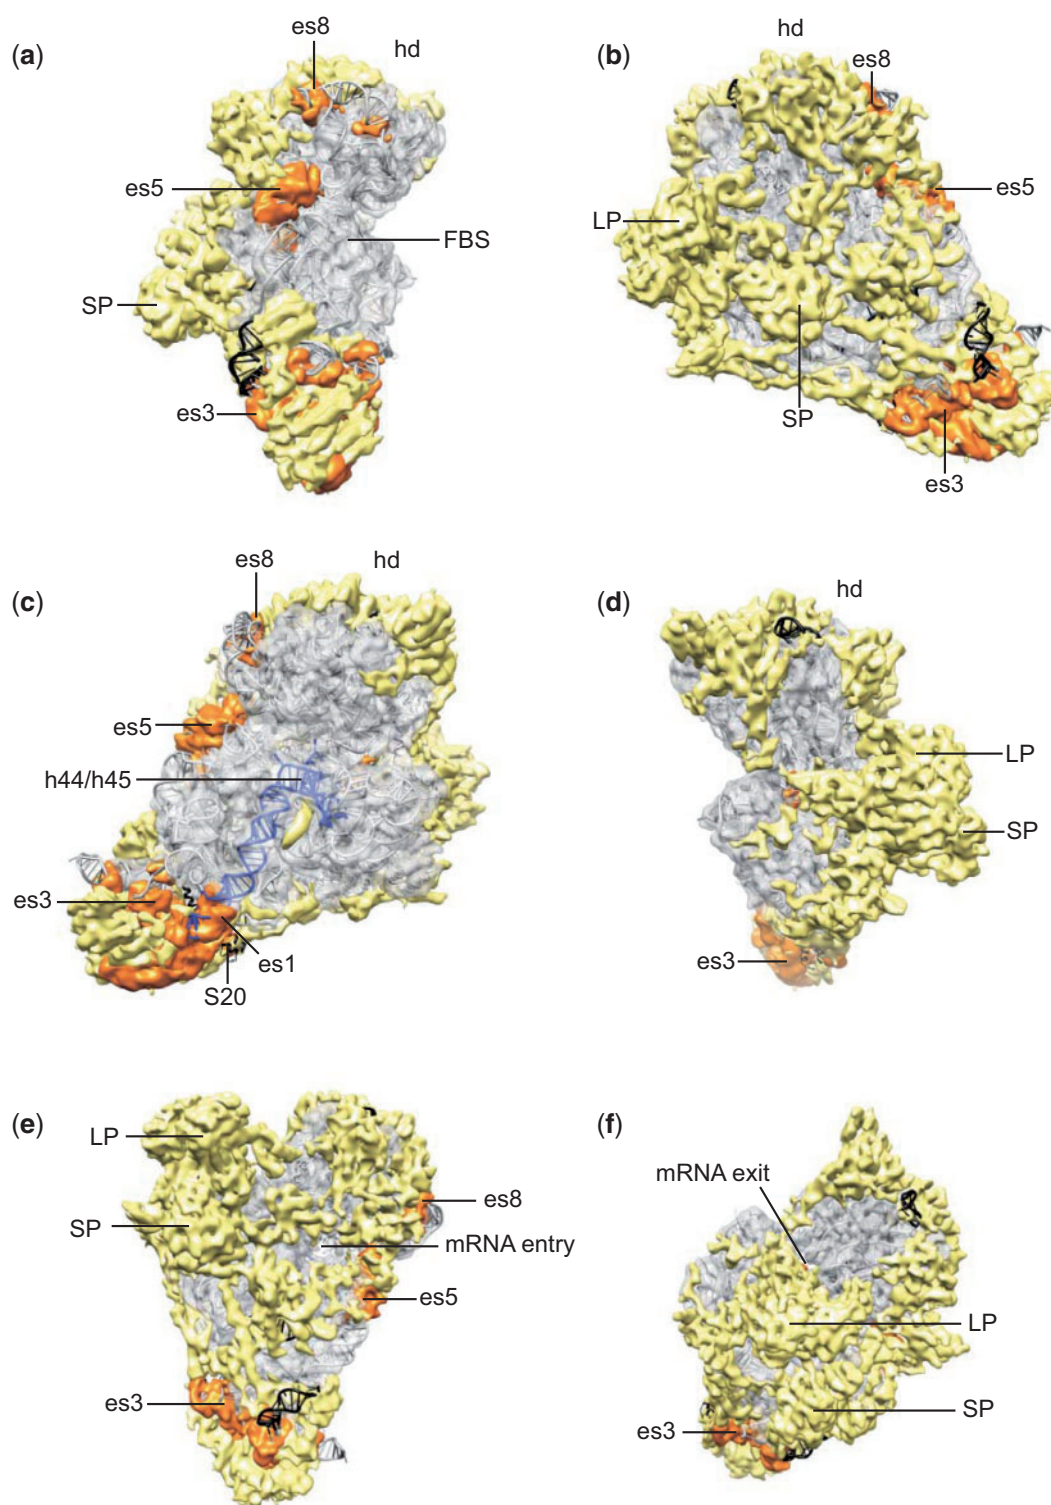 (a)
es8
hd
es5
FBS
SP
es3
(b)
hd
es8
es5
LP
SP
es3
(c)
es8
hd
es5
h44/h45
es3
es1
S20
(d)
hd
LP
SP
es3
(e)
LP
SP
es8
mRNA entry
es5
es3
(f)
mRNA exit
LP
SP
es3